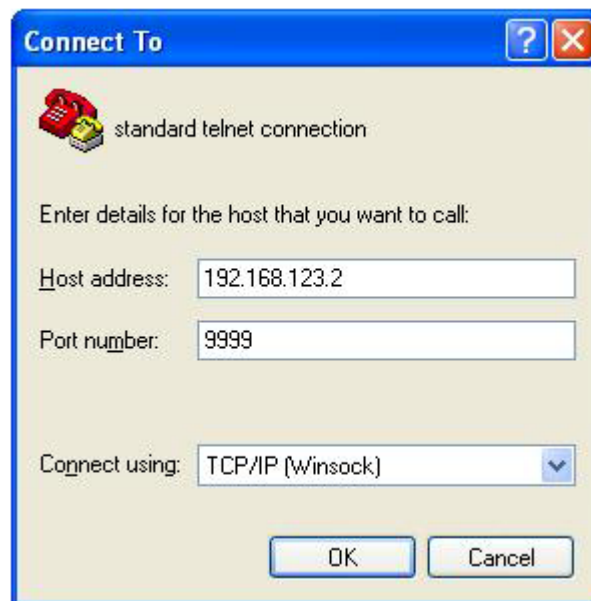 Connect To
standard telnet connection
Enter details for the host that you want to call:
Host address: 192.168.123.2
Port number: 9999
Connect using: TCP/IP (Winsock)
OK Cancel